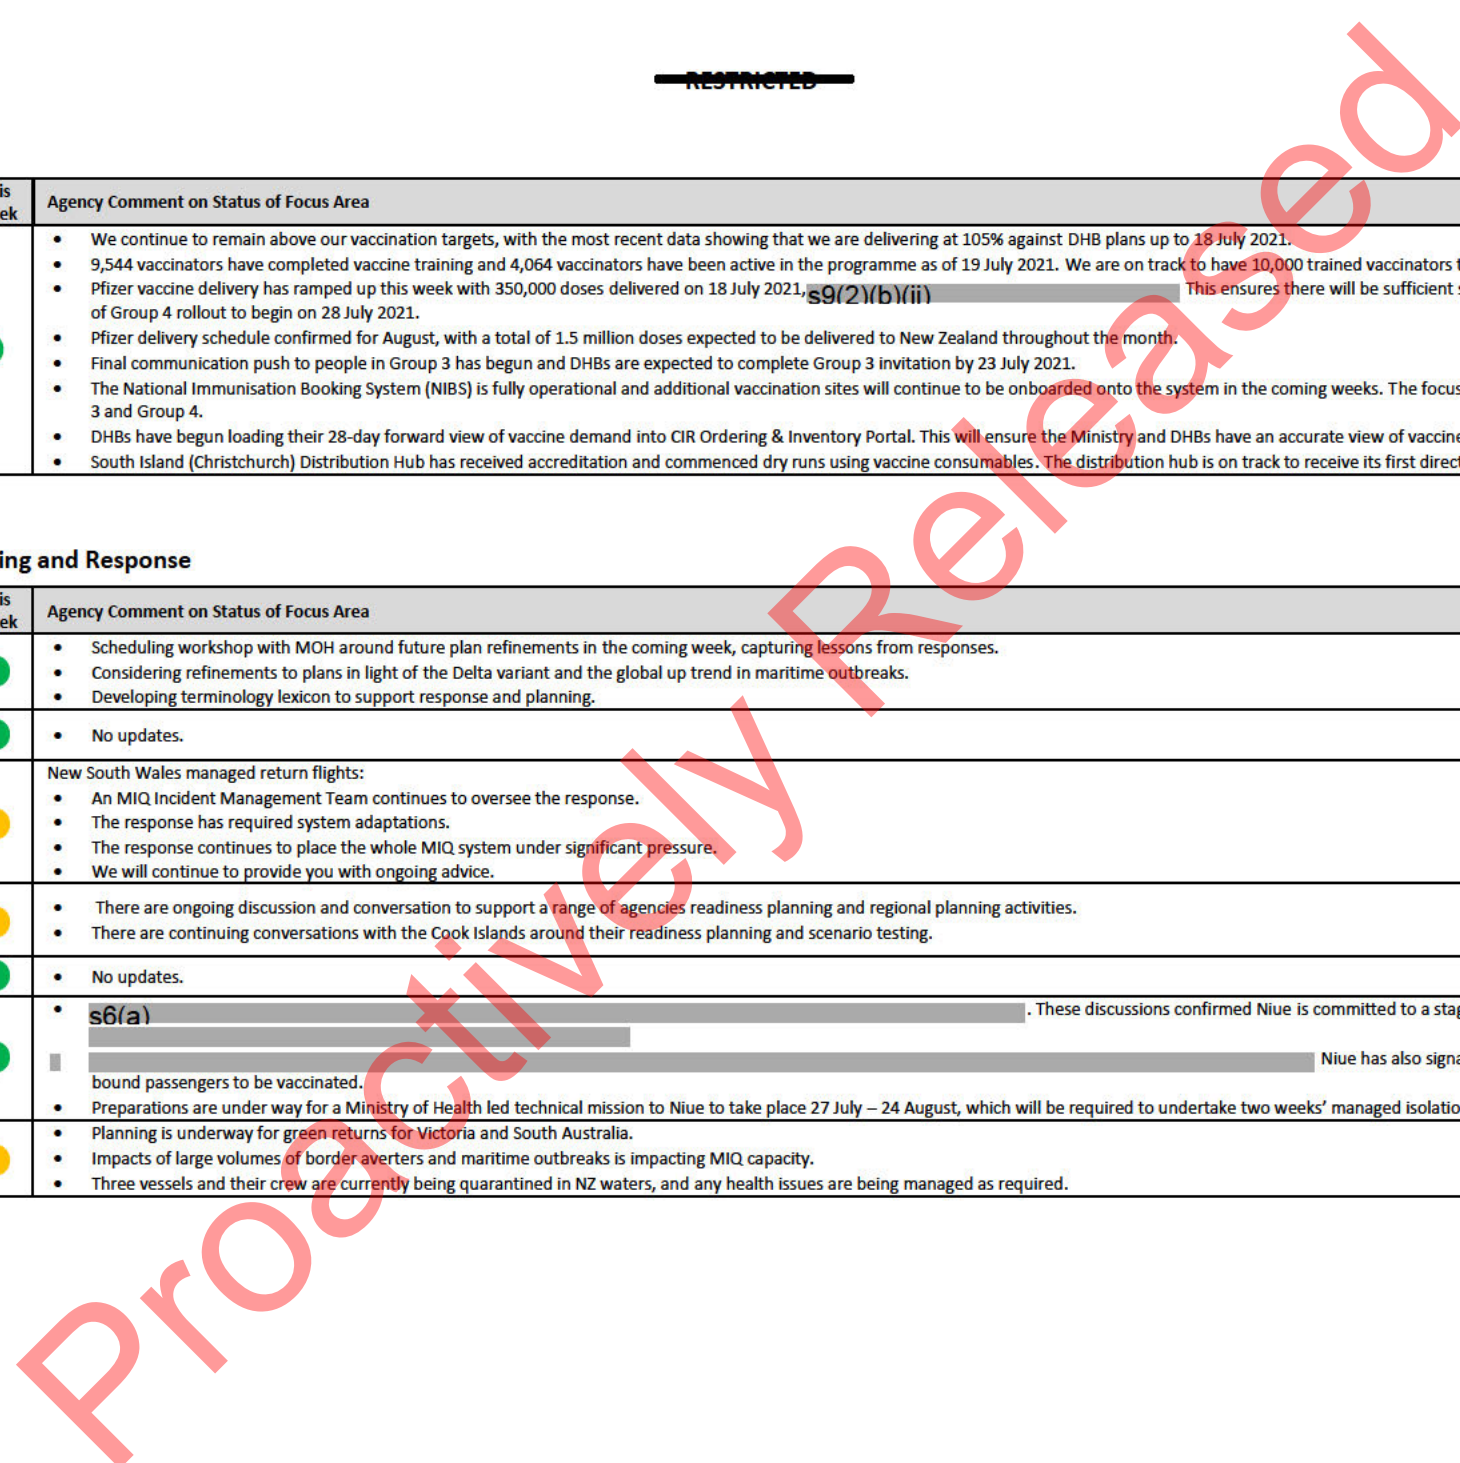 RESTRICTED
is
ek
Agency Comment on Status of Focus Area
• We continue to remain above our vaccination targets, with the most recent data showing that we are delivering at 105% against DHB plans up to 18 July 2021.
• 9,544 vaccinators have completed vaccine training and 4,064 vaccinators have been active in the programme as of 19 July 2021. We are on track to have 10,000 trained vaccinators t
• Pfizer vaccine delivery has ramped up this week with 350,000 doses delivered on 18 July 2021, s9(2)(b)(ii) This ensures there will be sufficient s
of Group 4 rollout to begin on 28 July 2021.
• Pfizer delivery schedule confirmed for August, with a total of 1.5 million doses expected to be delivered to New Zealand throughout the month.
• Final communication push to people in Group 3 has begun and DHBs are expected to complete Group 3 invitation by 23 July 2021.
• The National Immunisation Booking System (NIBS) is fully operational and additional vaccination sites will continue to be onboarded onto the system in the coming weeks. The focus
3 and Group 4.
• DHBs have begun loading their 28-day forward view of vaccine demand into CIR Ordering & Inventory Portal. This will ensure the Ministry and DHBs have an accurate view of vaccine
• South Island (Christchurch) Distribution Hub has received accreditation and commenced dry runs using vaccine consumables. The distribution hub is on track to receive its first direct
ing and Response
is
ek
Agency Comment on Status of Focus Area
• Scheduling workshop with MOH around future plan refinements in the coming week, capturing lessons from responses.
• Considering refinements to plans in light of the Delta variant and the global up trend in maritime outbreaks.
• Developing terminology lexicon to support response and planning.
• No updates.
New South Wales managed return flights:
• An MIQ Incident Management Team continues to oversee the response.
• The response has required system adaptations.
• The response continues to place the whole MIQ system under significant pressure.
• We will continue to provide you with ongoing advice.
• There are ongoing discussion and conversation to support a range of agencies readiness planning and regional planning activities.
• There are continuing conversations with the Cook Islands around their readiness planning and scenario testing.
• No updates.
• s6(a) . These discussions confirmed Niue is committed to a stag
Niue has also signa
bound passengers to be vaccinated.
• Preparations are under way for a Ministry of Health led technical mission to Niue to take place 27 July – 24 August, which will be required to undertake two weeks' managed isolatio
• Planning is underway for green returns for Victoria and South Australia.
• Impacts of large volumes of border averters and maritime outbreaks is impacting MIQ capacity.
• Three vessels and their crew are currently being quarantined in NZ waters, and any health issues are being managed as required.
Proactively Released